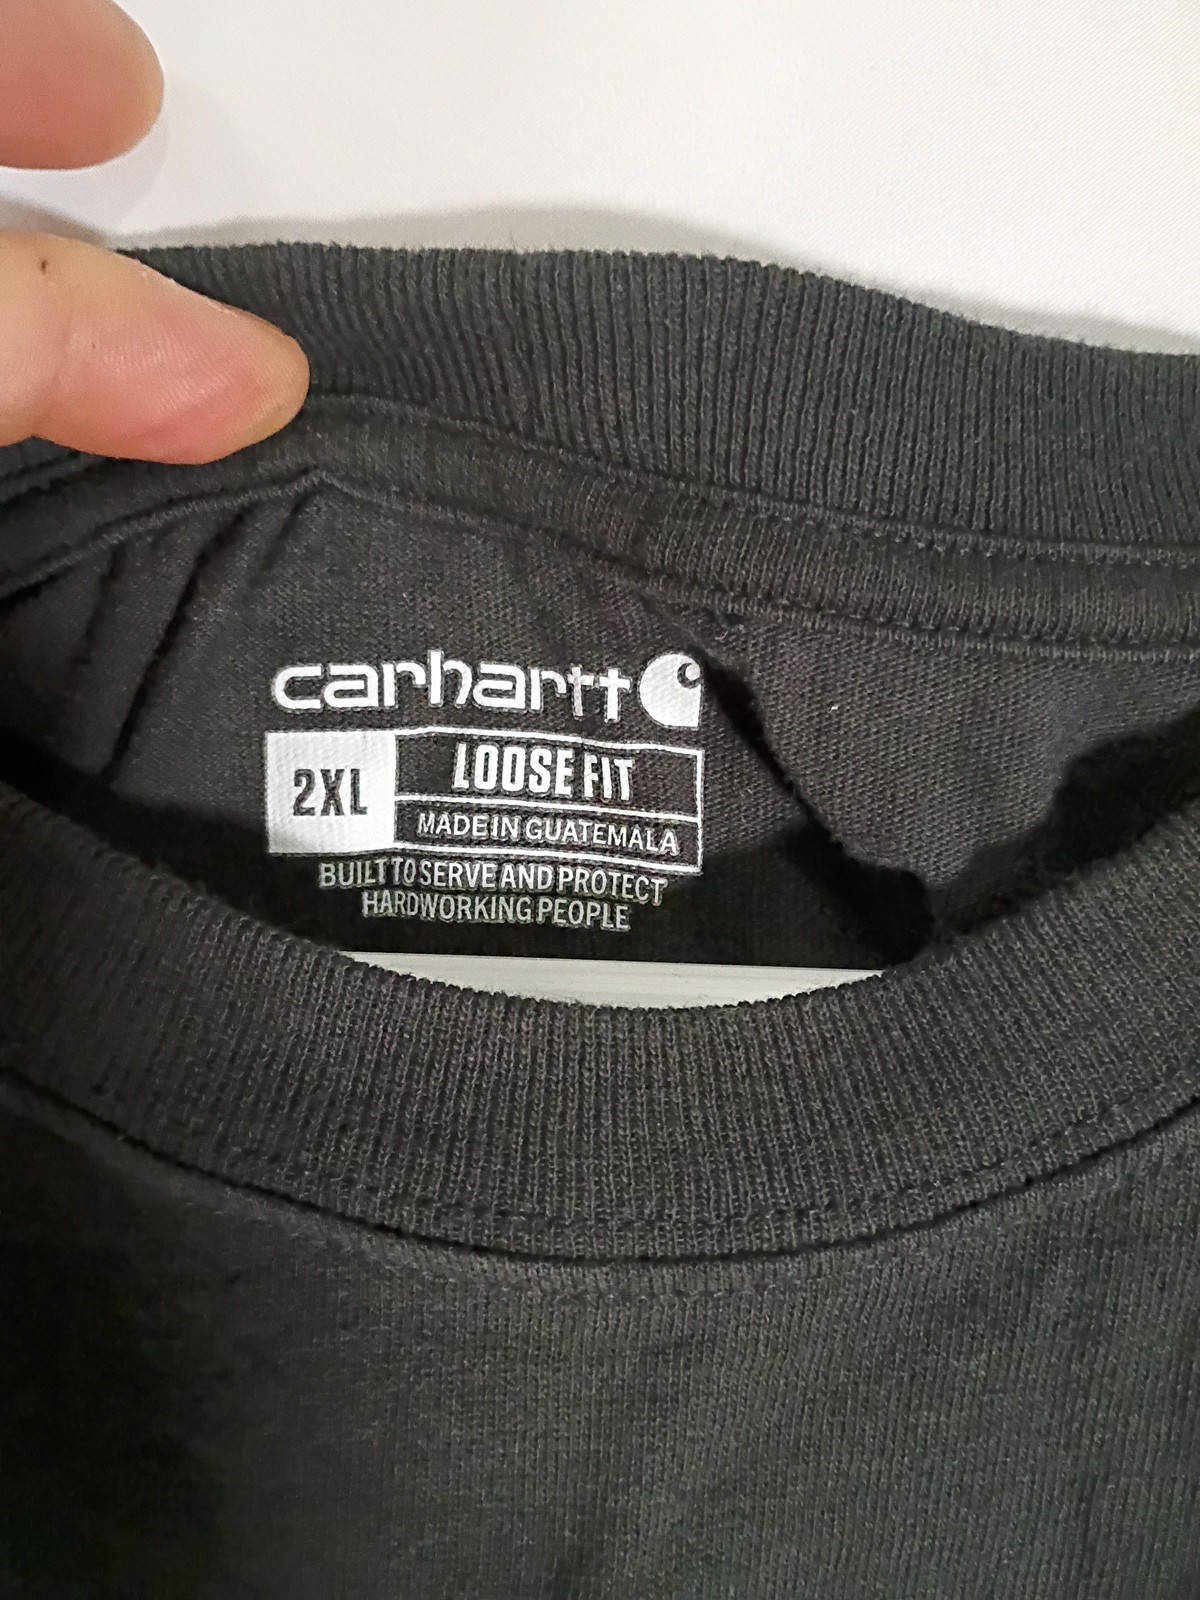 carhartt
2XL
LOOSE FIT
MADE IN GUATEMALA
BUILT TO SERVE AND PROTECT
HARDWORKING PEOPLE